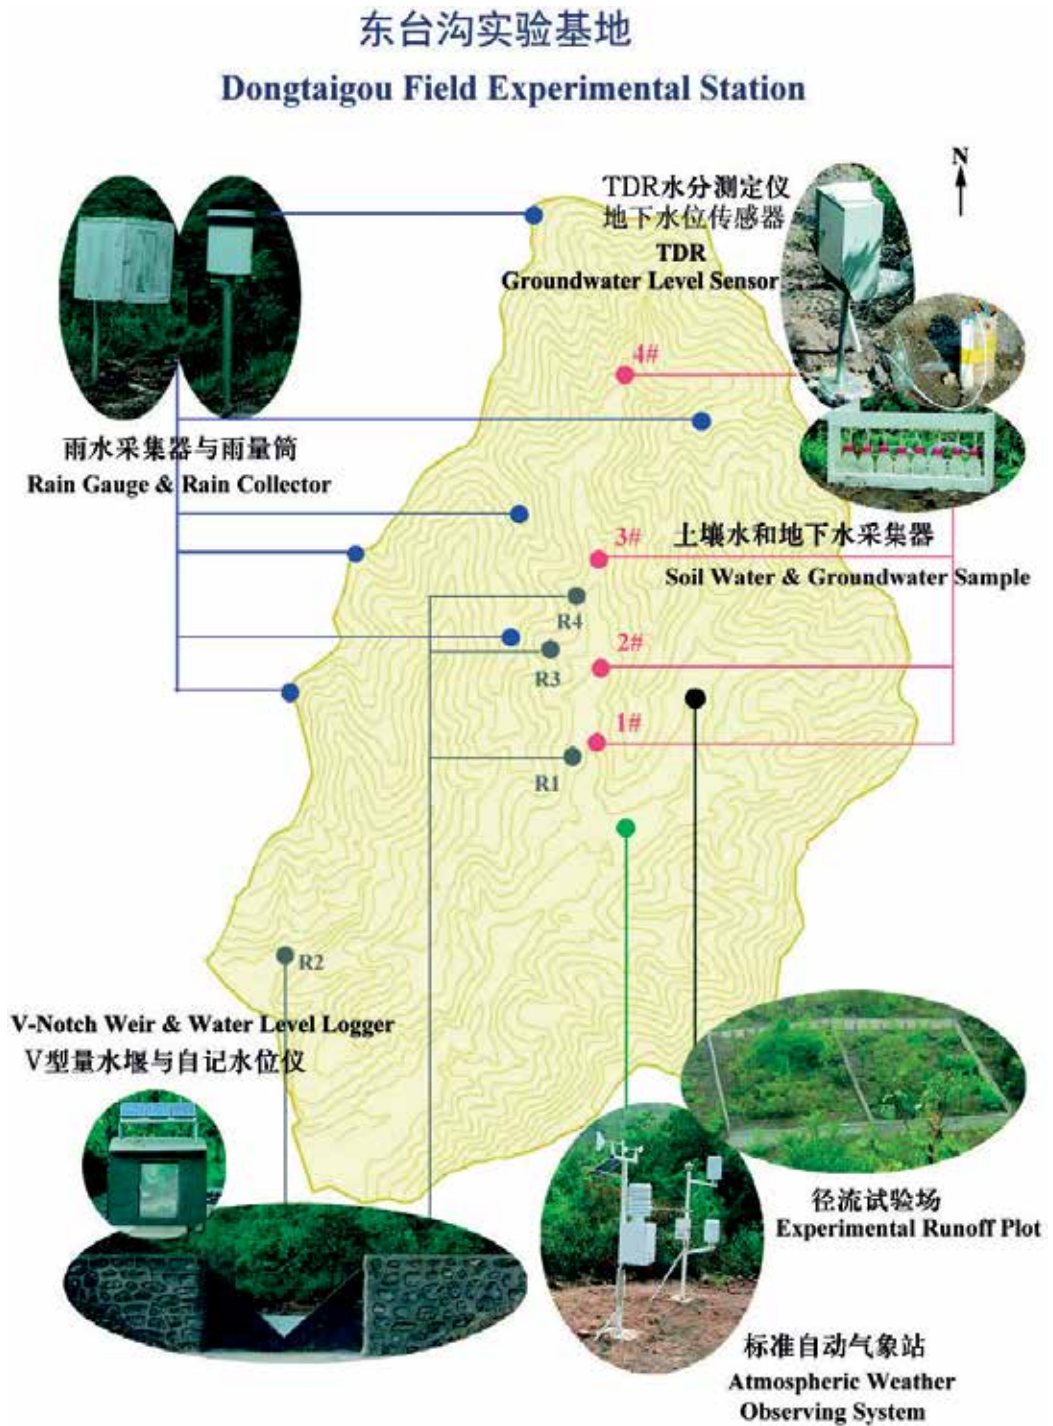 东台沟实验基地
Dongtaigou Field Experimental Station
N
TDR水分测定仪
地下水位传感器
TDR
Groundwater Level Sensor
4#
雨水采集器与雨量筒
Rain Gauge & Rain Collector
3#
土壤水和地下水采集器
Soil Water & Groundwater Sample
R4
2#
R3
1#
R1
R2
V-Notch Weir & Water Level Logger
V型量水堰与自记水位仪
径流试验场
Experimental Runoff Plot
标准自动气象站
Atmospheric Weather
Observing System